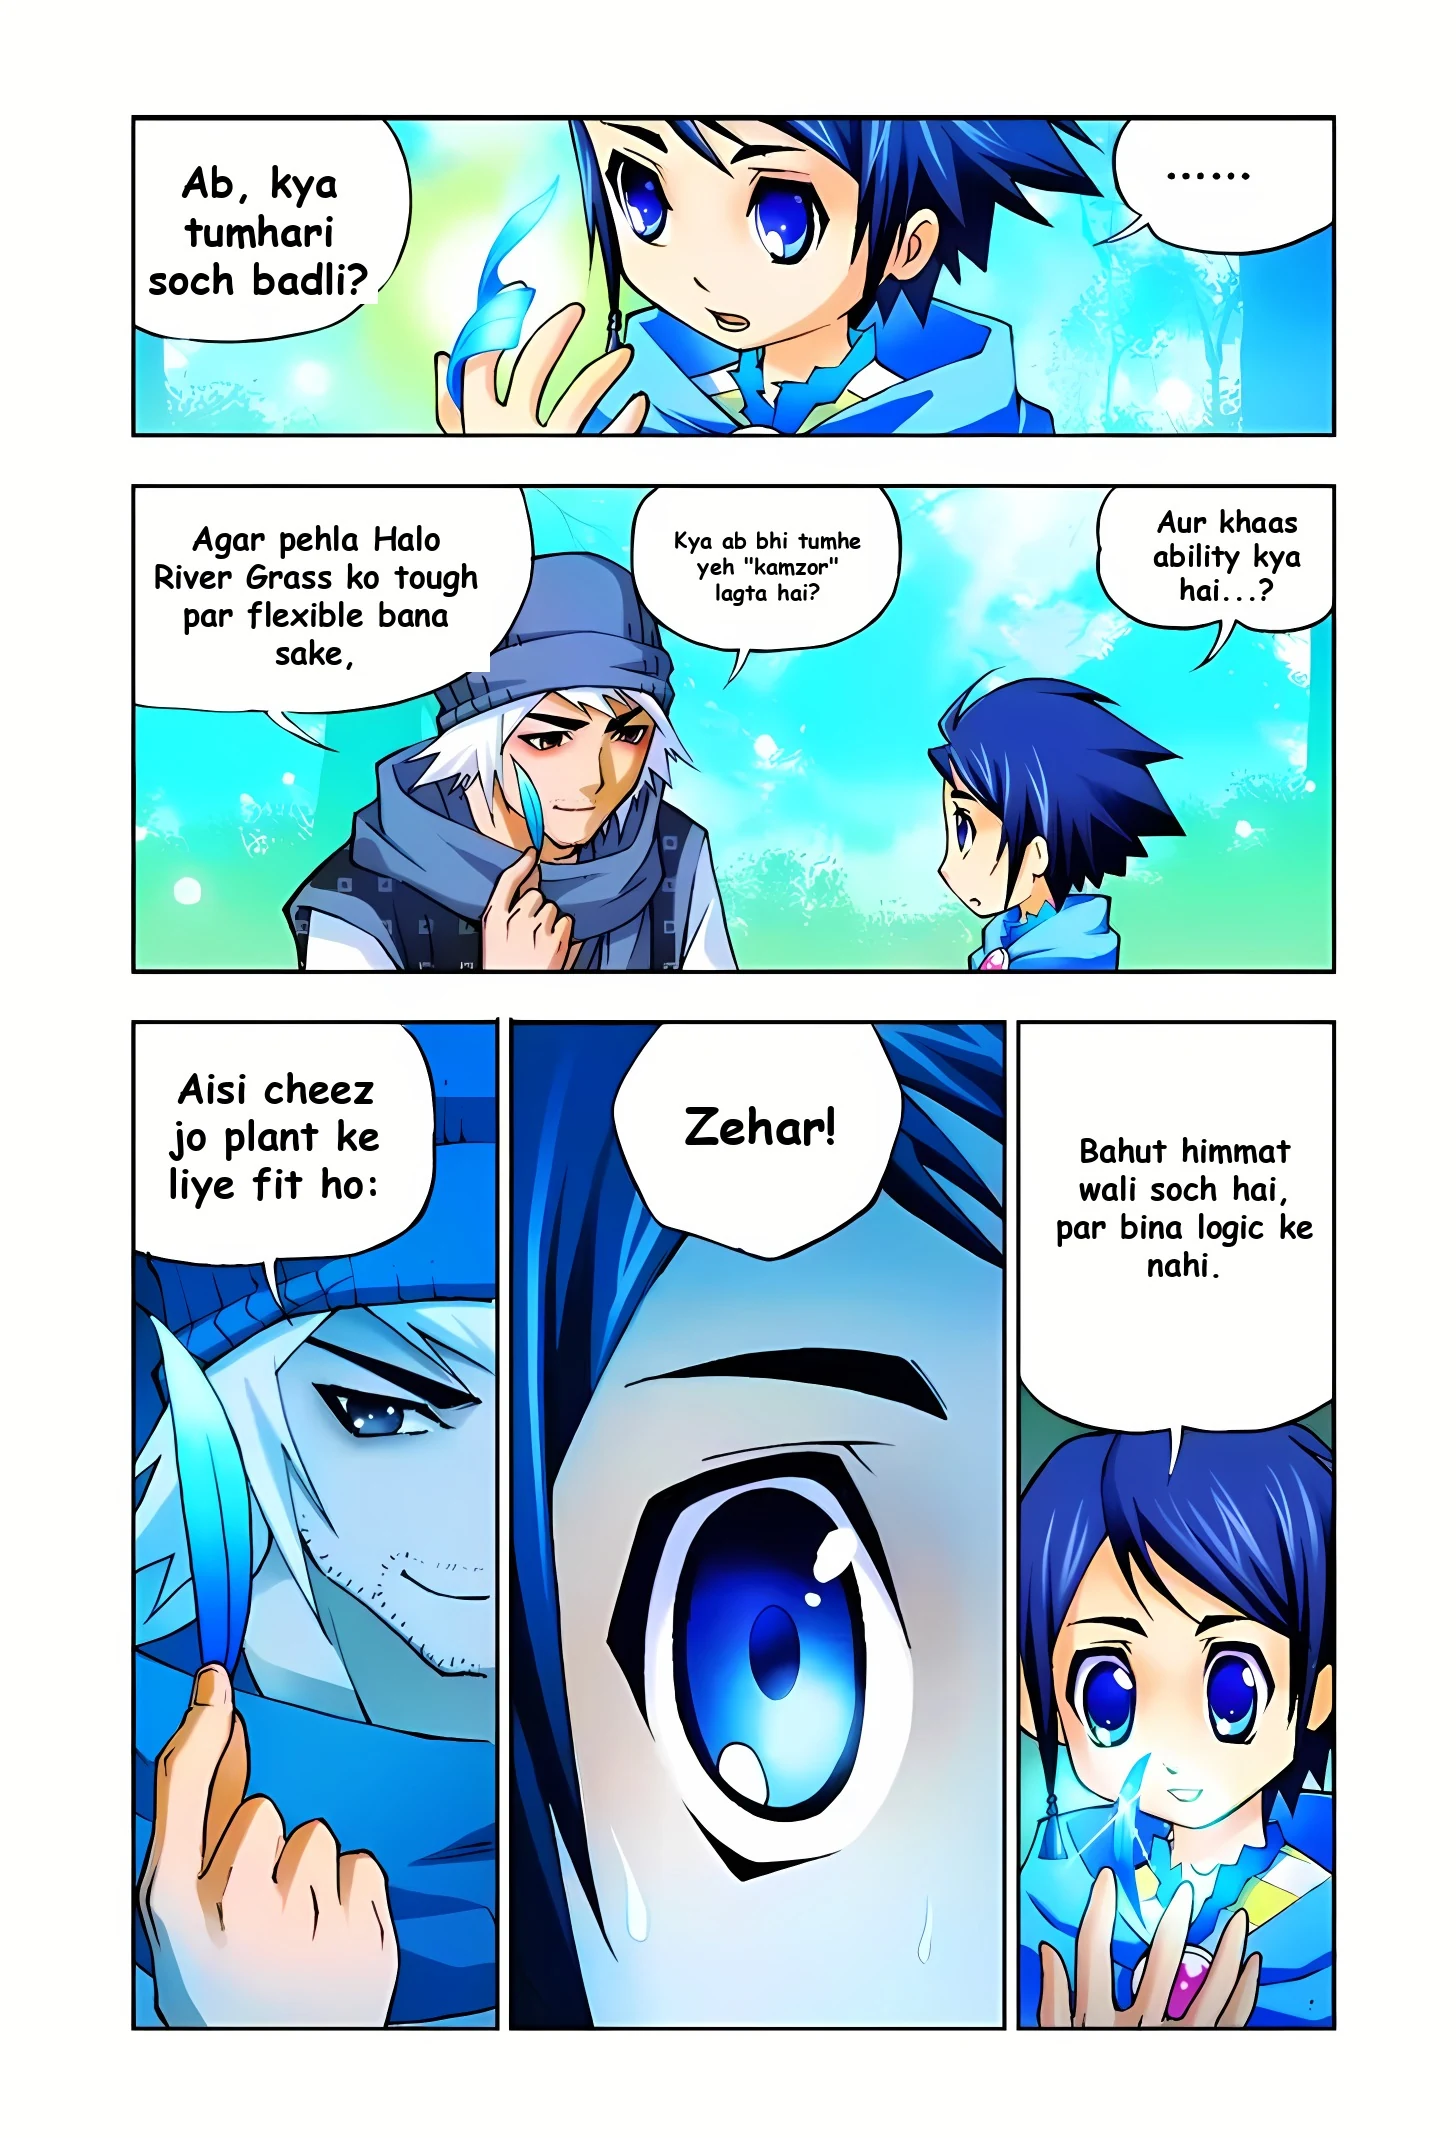 Ab, kya
tumhari
soch badli?
......
Agar pehla Halo
River Grass ko tough
par flexible bana
sake,
Kya ab bhi tumhe
yeh "kamzor"
lagta hai?
Aur khaas
ability kya
hai...?
Aisi cheez
jo plant ke
liye fit ho:
Zehar!
Bahut himmat
wali soch hai,
par bina logic ke
nahi.